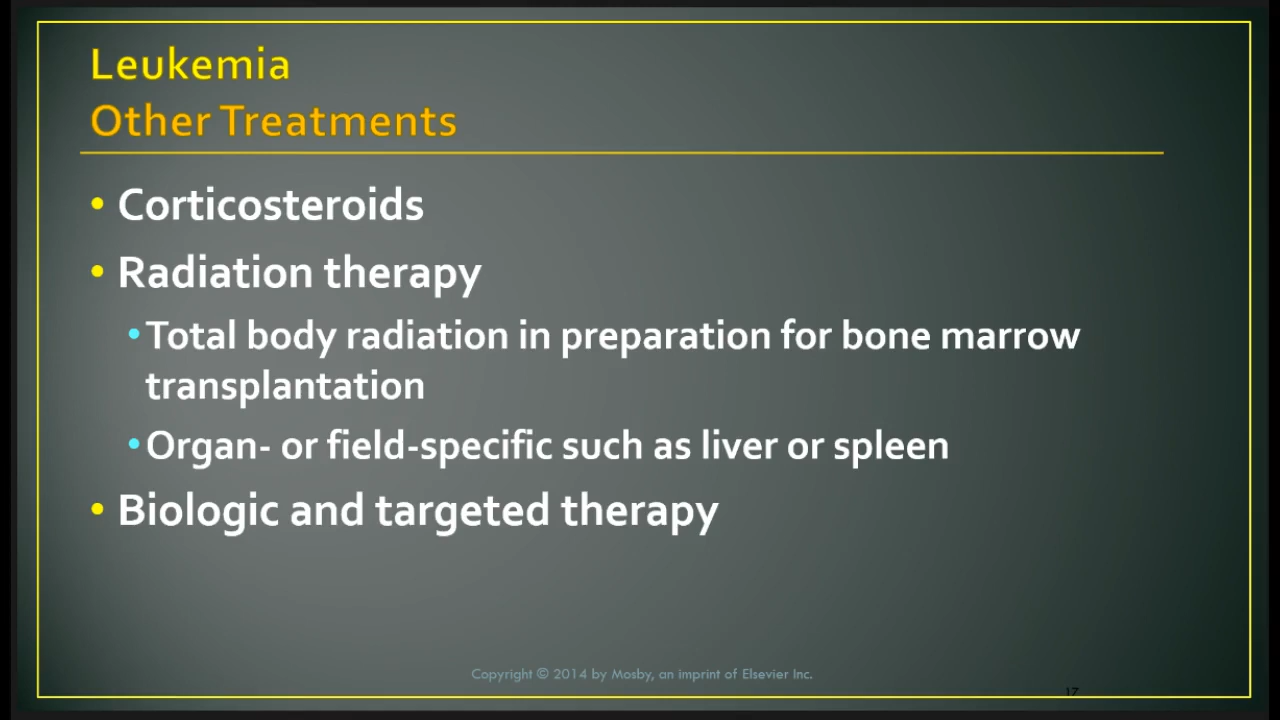 Leukemia
Other Treatments
• Corticosteroids
• Radiation therapy
• Total body radiation in preparation for bone marrow
transplantation
• Organ- or field-specific such as liver or spleen
• Biologic and targeted therapy
Copyright © 2014 by Mosby, an imprint of Elsevier Inc.
17